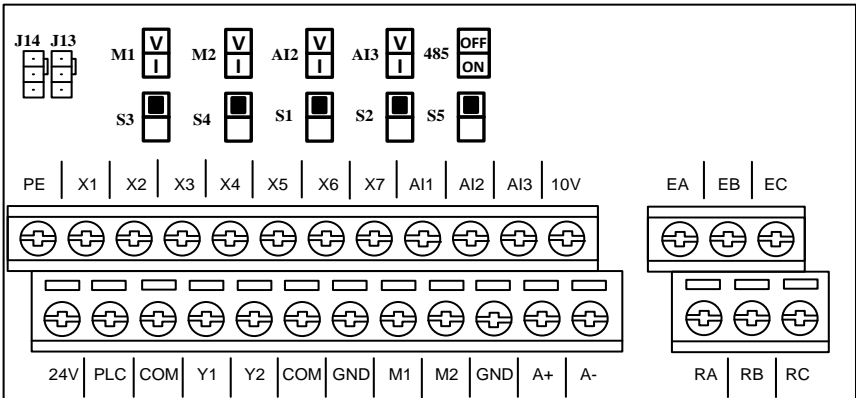 J14 J13
M1 V I M2 V I AI2 V I AI3 V I 485 OFF ON
S3 S4 S1 S2 S5
PE X1 X2 X3 X4 X5 X6 X7 AI1 AI2 AI3 10V EA EB EC
24V PLC COM Y1 Y2 COM GND M1 M2 GND A+ A- RA RB RC